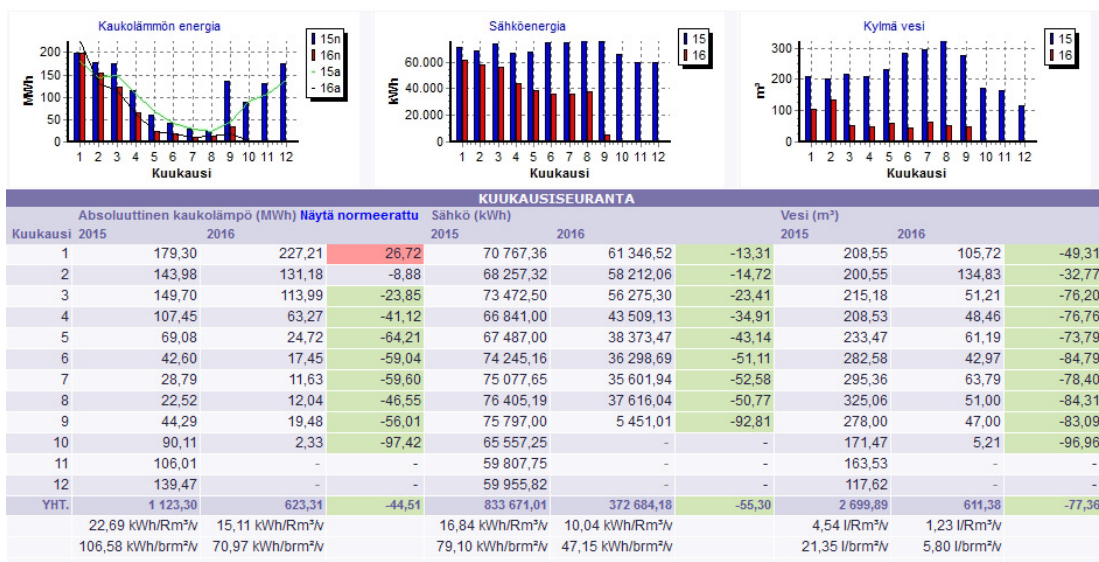 Kaukolämmön energia
MWh
200
150
100
50
0
1 2 3 4 5 6 7 8 9 10 11 12
Kuukausi
15n
16n
15a
16a
Sähköenergia
kWh
60.000
40.000
20.000
0
1 2 3 4 5 6 7 8 9 10 11 12
Kuukausi
15
16
Kylmä vesi
m³
300
200
100
0
1 2 3 4 5 6 7 8 9 10 11 12
Kuukausi
15
16
KUUKAUSISEURANTA
Absoluuttinen kaukolämpö (MWh) Näytä normeerattu Sähkö (kWh) Vesi (m³)
Kuukausi 2015 2016 2015 2016 2015 2016
1 179,30 227,21 26,72 70 767,36 61 346,52 -13,31 208,55 105,72 -49,31
2 143,98 131,18 -8,88 68 257,32 58 212,06 -14,72 200,55 134,83 -32,77
3 149,70 113,99 -23,85 73 472,50 56 275,30 -23,41 215,18 51,21 -76,20
4 107,45 63,27 -41,12 66 841,00 43 509,13 -34,91 208,53 48,46 -76,76
5 69,08 24,72 -64,21 67 487,00 38 373,47 -43,14 233,47 61,19 -73,79
6 42,60 17,45 -59,04 74 245,16 36 298,69 -51,11 282,58 42,97 -84,79
7 28,79 11,63 -59,60 75 077,65 35 601,94 -52,58 295,36 63,79 -78,40
8 22,52 12,04 -46,55 76 405,19 37 616,04 -50,77 325,06 51,00 -84,31
9 44,29 19,48 -56,01 75 797,00 5 451,01 -92,81 278,00 47,00 -83,09
10 90,11 2,33 -97,42 65 557,25 - - 171,47 5,21 -96,96
11 106,01 - - 59 807,75 - - 163,53 - -
12 139,47 - - 59 955,82 - - 117,62 - -
YHT. 1 123,30 623,31 -44,51 833 671,01 372 684,18 -55,30 2 699,89 611,38 -77,36
22,69 kWh/Rm³/v 15,11 kWh/Rm³/v 16,84 kWh/Rm³/v 10,04 kWh/Rm³/v 4,54 l/Rm³/v 1,23 l/Rm³/v
106,58 kWh/brm²/v 70,97 kWh/brm²/v 79,10 kWh/brm²/v 47,15 kWh/brm²/v 21,35 l/brm²/v 5,80 l/brm²/v